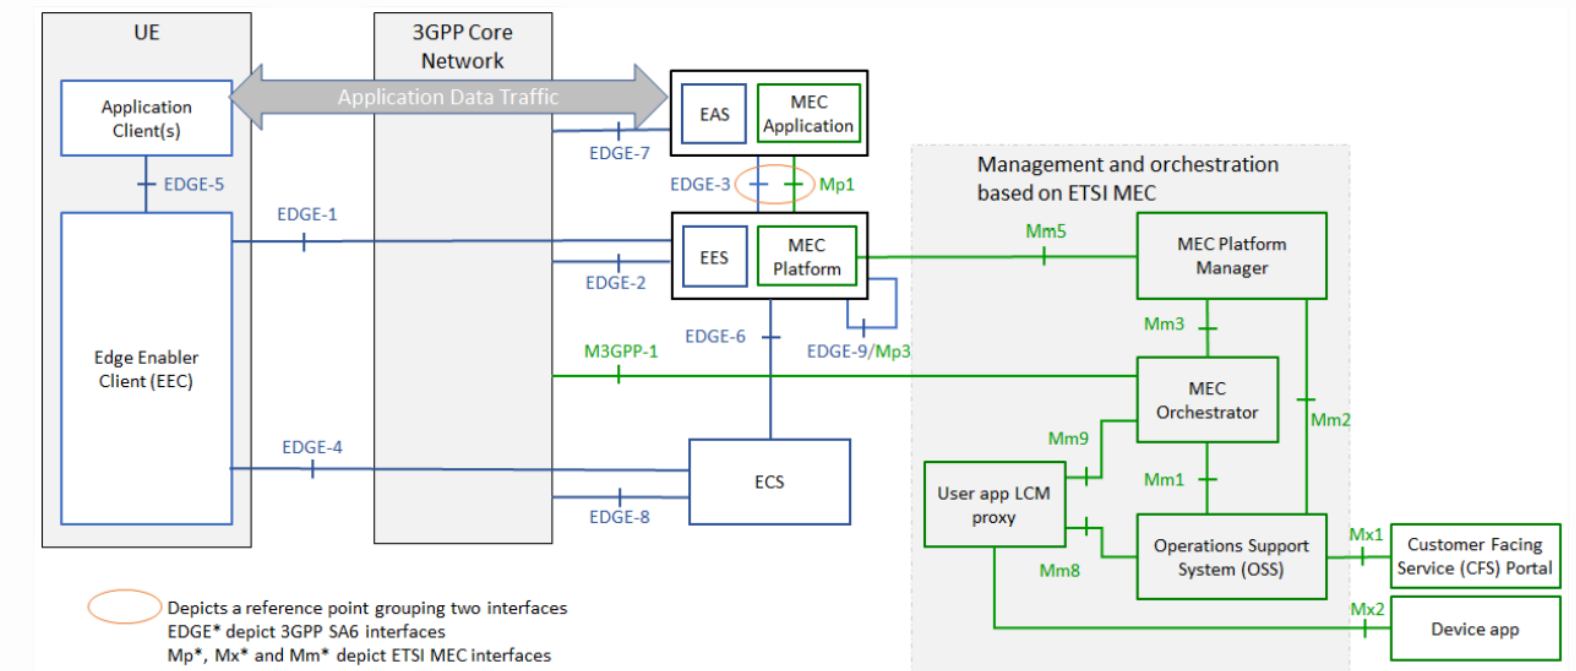 UE
3GPP Core
Network
Application
Client(s)
Application Data Traffic
EAS
MEC
Application
EDGE-7
EDGE-5
EDGE-3
Mp1
Management and orchestration
based on ETSI MEC
EDGE-1
EES
MEC
Platform
Mm5
MEC Platform
Manager
EDGE-2
EDGE-6
EDGE-9/Mp3
Mm3
M3GPP-1
Edge Enabler
Client (EEC)
MEC
Orchestrator
Mm2
Mm9
EDGE-4
ECS
Mm1
User app LCM
proxy
EDGE-8
Operations Support
System (OSS)
Mx1
Customer Facing
Service (CFS) Portal
Mm8
Mx2
Device app
Depicts a reference point grouping two interfaces
EDGE* depict 3GPP SA6 interfaces
Mp*, Mx* and Mm* depict ETSI MEC interfaces